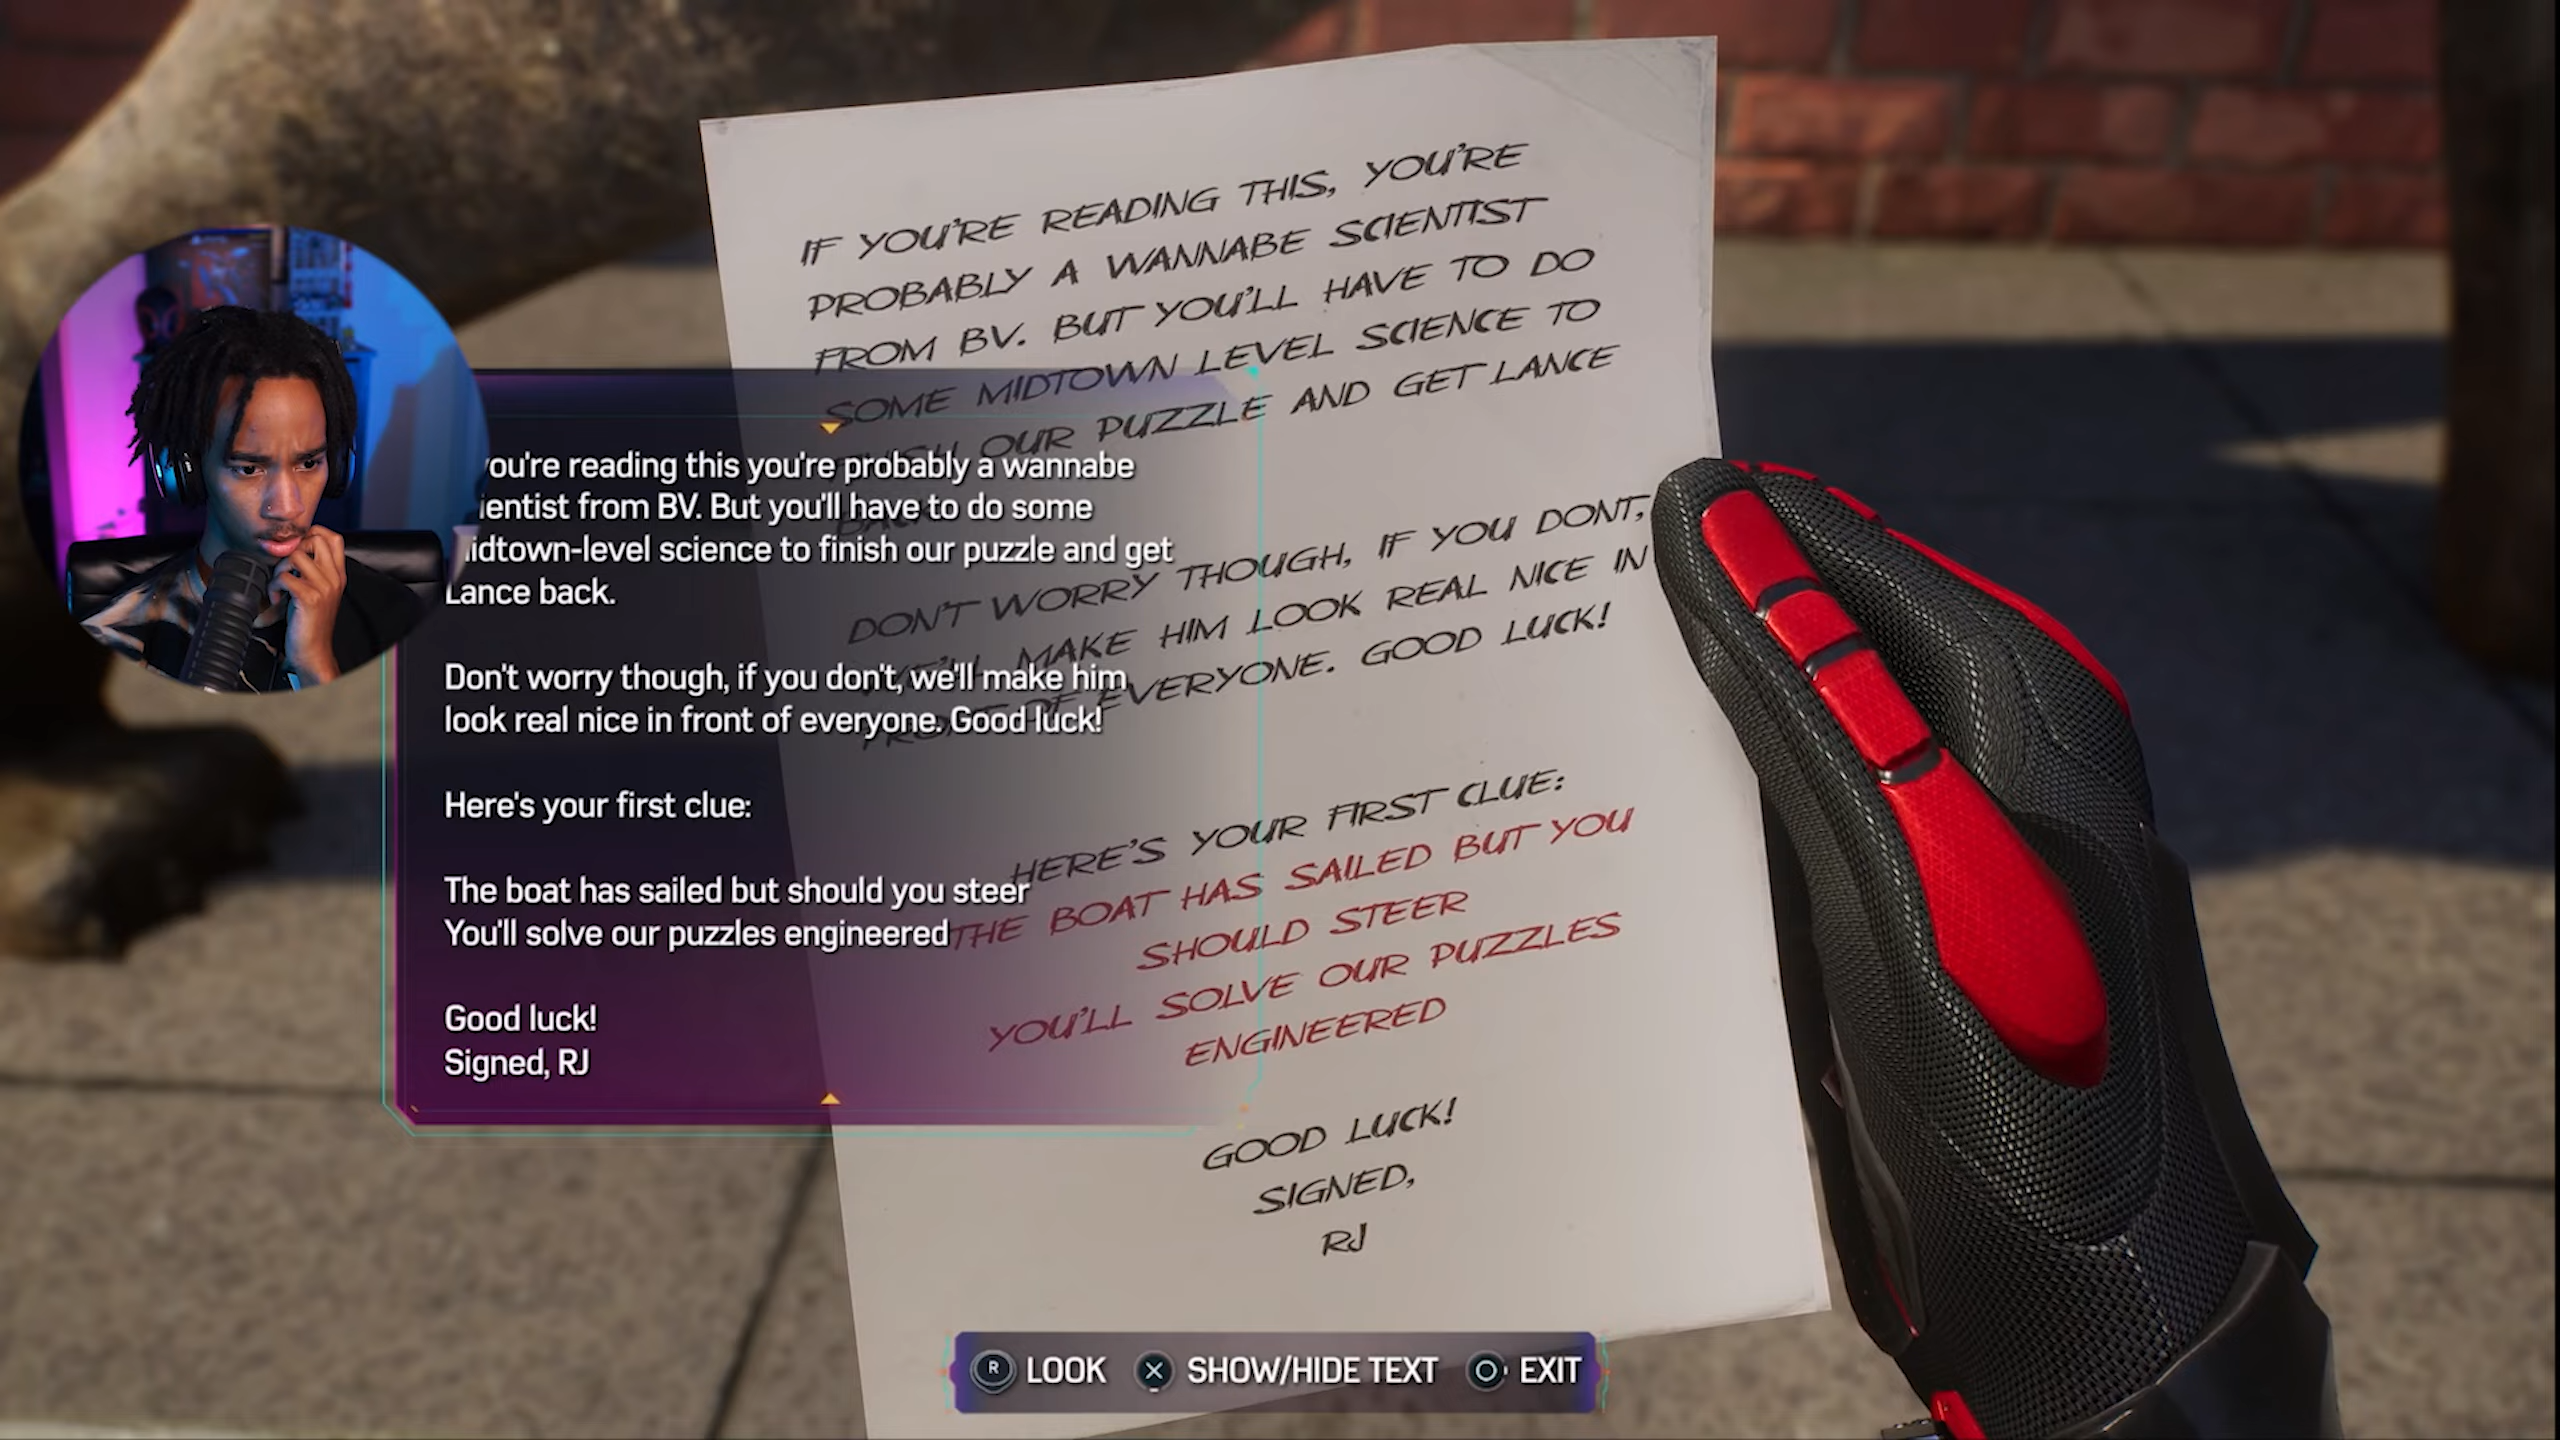 IF YOU'RE READING THIS, YOU'RE
PROBABLY A WANNABE SCIENTIST
FROM BV. BUT YOU'LL HAVE TO DO
SOME MIDTOWN LEVEL SCIENCE TO
FINISH OUR PUZZLE AND GET LANCE
BACK.
DON'T WORRY THOUGH, IF YOU DONT,
WE'LL MAKE HIM LOOK REAL NICE IN
FRONT OF EVERYONE. GOOD LUCK!
HERE'S YOUR FIRST CLUE:
THE BOAT HAS SAILED BUT YOU
SHOULD STEER
YOU'LL SOLVE OUR PUZZLES
ENGINEERED
GOOD LUCK!
SIGNED,
RJ
you're reading this you're probably a wannabe
ientist from BV. But you'll have to do some
idtown-level science to finish our puzzle and get
Lance back.
Don't worry though, if you don't, we'll make him
look real nice in front of everyone. Good luck!
Here's your first clue:
The boat has sailed but should you steer
You'll solve our puzzles engineered
Good luck!
Signed, RJ
R LOOK SHOW/HIDE TEXT EXIT